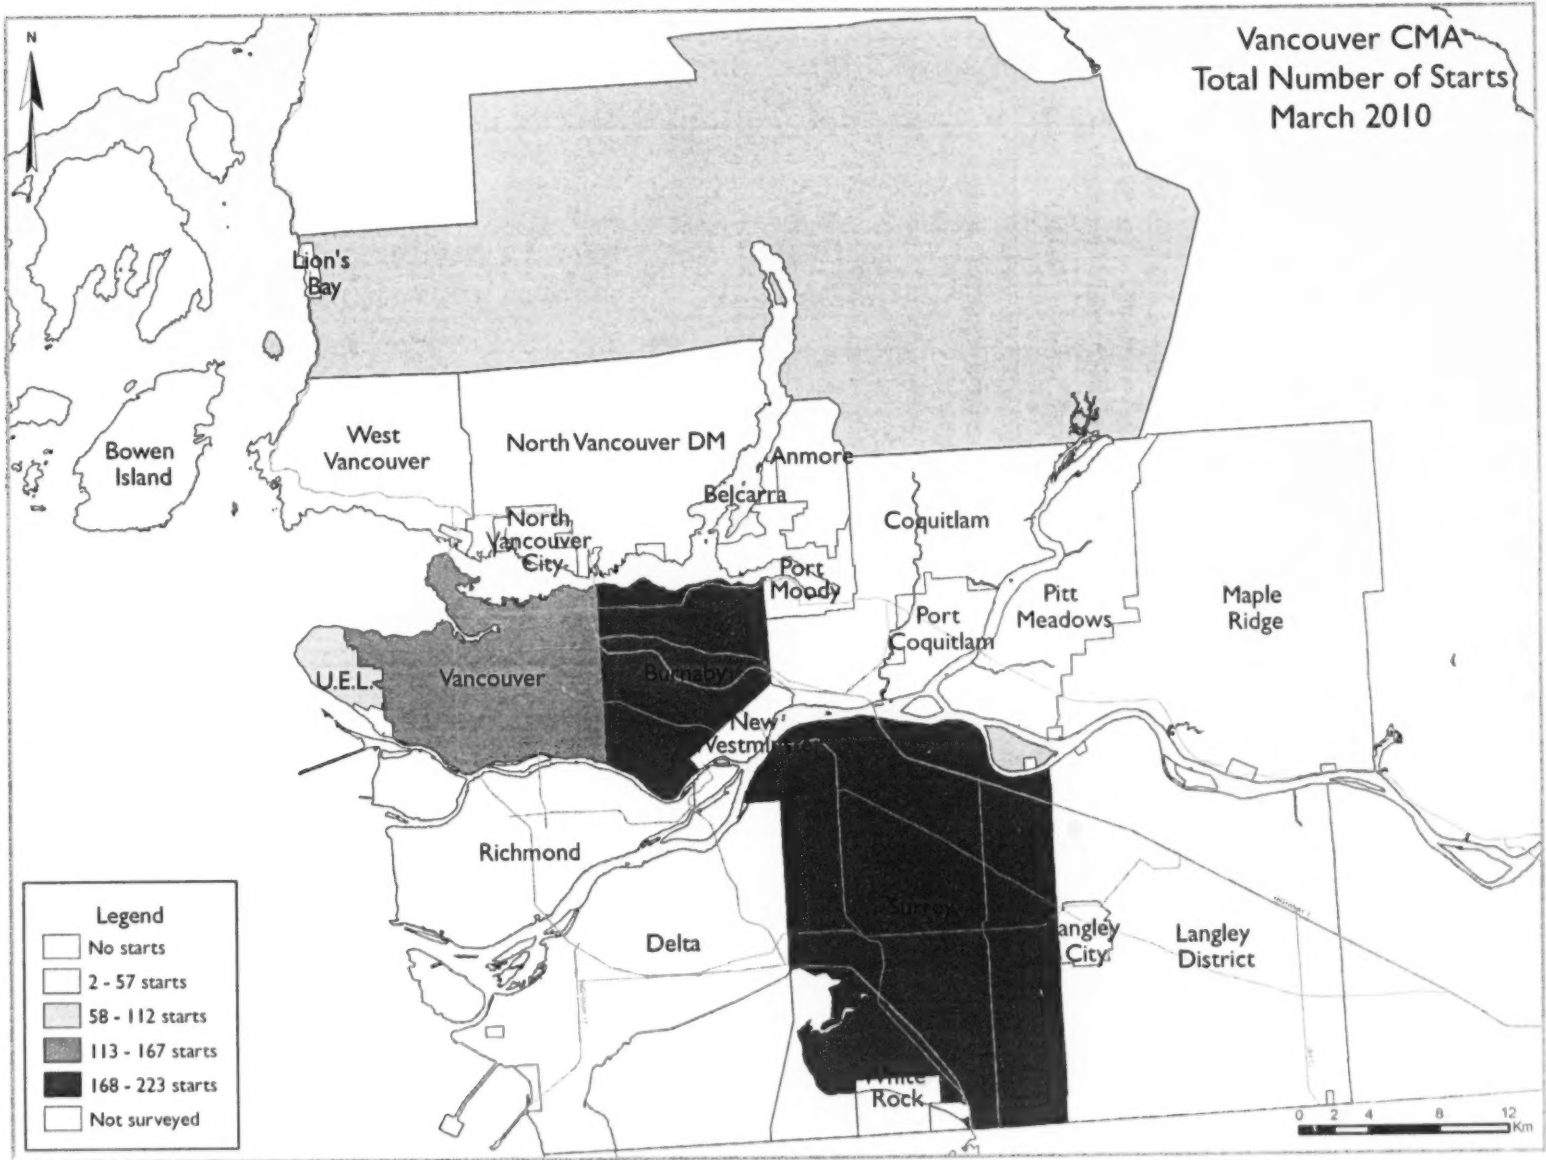 N
Vancouver CMA
Total Number of Starts
March 2010
Lion's
Bay
Bowen
Island
West
Vancouver
North Vancouver DM
Anmore
Belcarra
North
Vancouver
City
Coquitlam
Port
Moody
Port
Coquitlam
Pitt
Meadows
Maple
Ridge
U.E.L.
Vancouver
Burnaby
New
Westminster
Richmond
Delta
Surrey
Langley
City
Langley
District
White
Rock
Legend
No starts
2 - 57 starts
58 - 112 starts
113 - 167 starts
168 - 223 starts
Not surveyed
0 2 4 8 12
Km